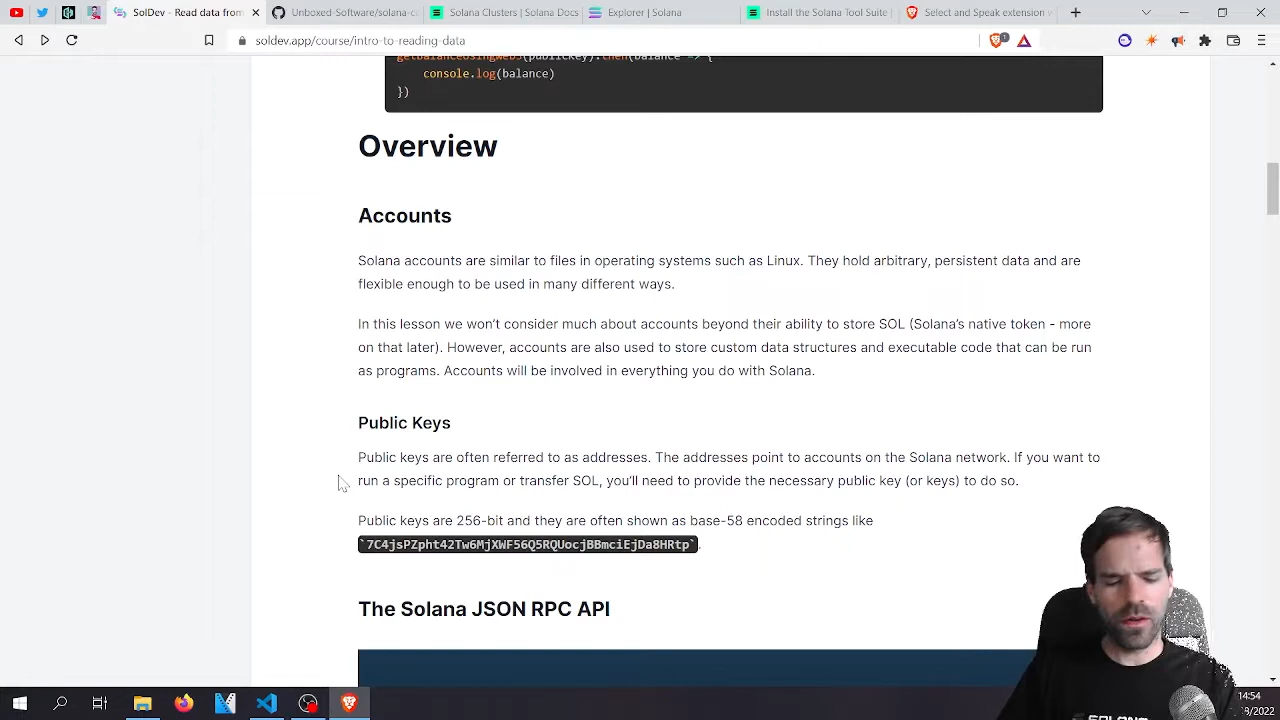 SolDev - Read data from
Unboxed-Software/solana-co
Solana Clusters | Solana Docs
Explorer | Solana
Install the Solana Tool Suite |
Select and Speak extension v
soldev.app/course/intro-to-reading-data
1
getBalanceUsingWeb3(publicKey).then(balance => {
console.log(balance)
})
Overview
Accounts
Solana accounts are similar to files in operating systems such as Linux. They hold arbitrary, persistent data and are
flexible enough to be used in many different ways.
In this lesson we won’t consider much about accounts beyond their ability to store SOL (Solana’s native token - more
on that later). However, accounts are also used to store custom data structures and executable code that can be run
as programs. Accounts will be involved in everything you do with Solana.
Public Keys
Public keys are often referred to as addresses. The addresses point to accounts on the Solana network. If you want to
run a specific program or transfer SOL, you’ll need to provide the necessary public key (or keys) to do so.
Public keys are 256-bit and they are often shown as base-58 encoded strings like
`7C4jsPZpht42Tw6MjXWF56Q5RQUocjBBmciEjDa8HRtp`.
The Solana JSON RPC API
14:54
/8/2022